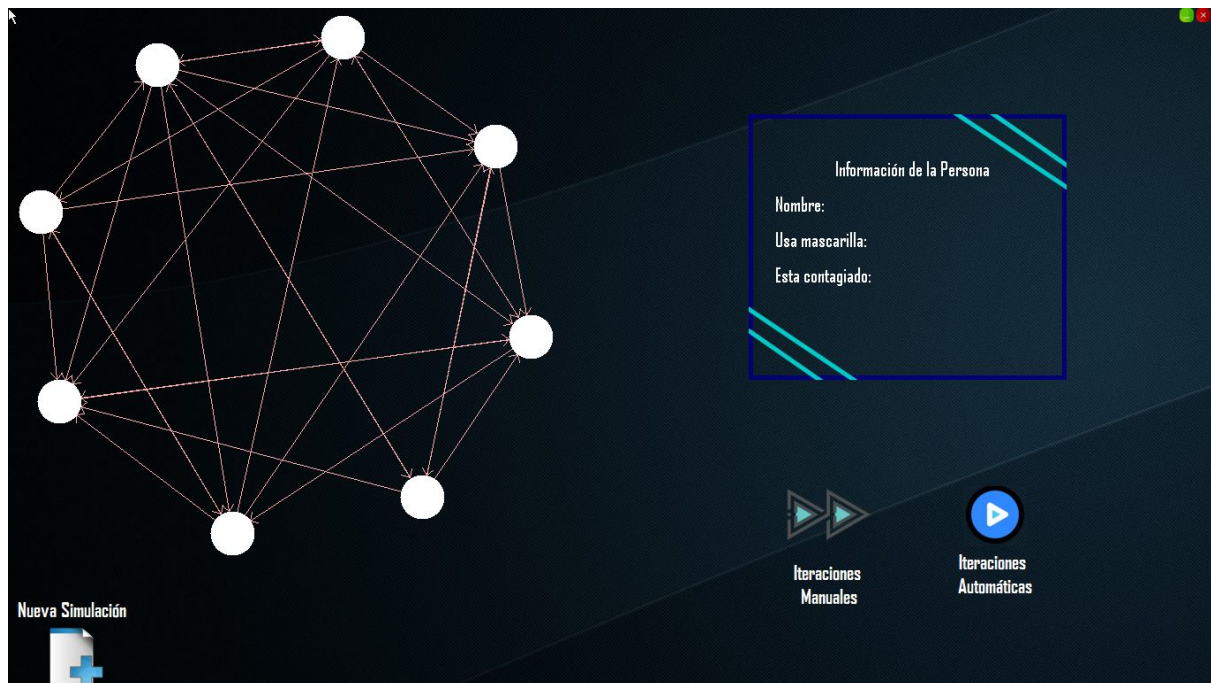 Información de la Persona
Nombre:
Usa mascarilla:
Esta contagiado:
Iteraciones
Manuales
Iteraciones
Automáticas
Nueva Simulación